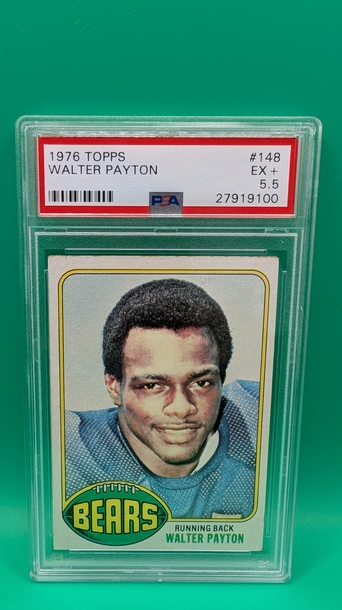 1976 TOPPS #148
WALTER PAYTON EX +
5.5
PSA 27919100
BEARS
RUNNING BACK
WALTER PAYTON